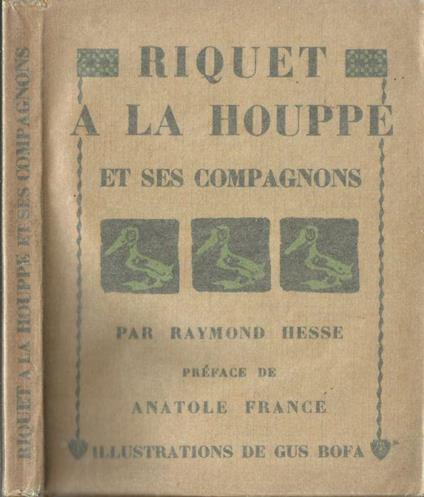 RIQUET A LA HOUPPE ET SES COMPAGNONS
RIQUET
A LA HOUPPE
ET SES COMPAGNONS
PAR RAYMOND HESSE
PRÉFACE DE
ANATOLE FRANCE
ILLUSTRATIONS DE GUS BOFA